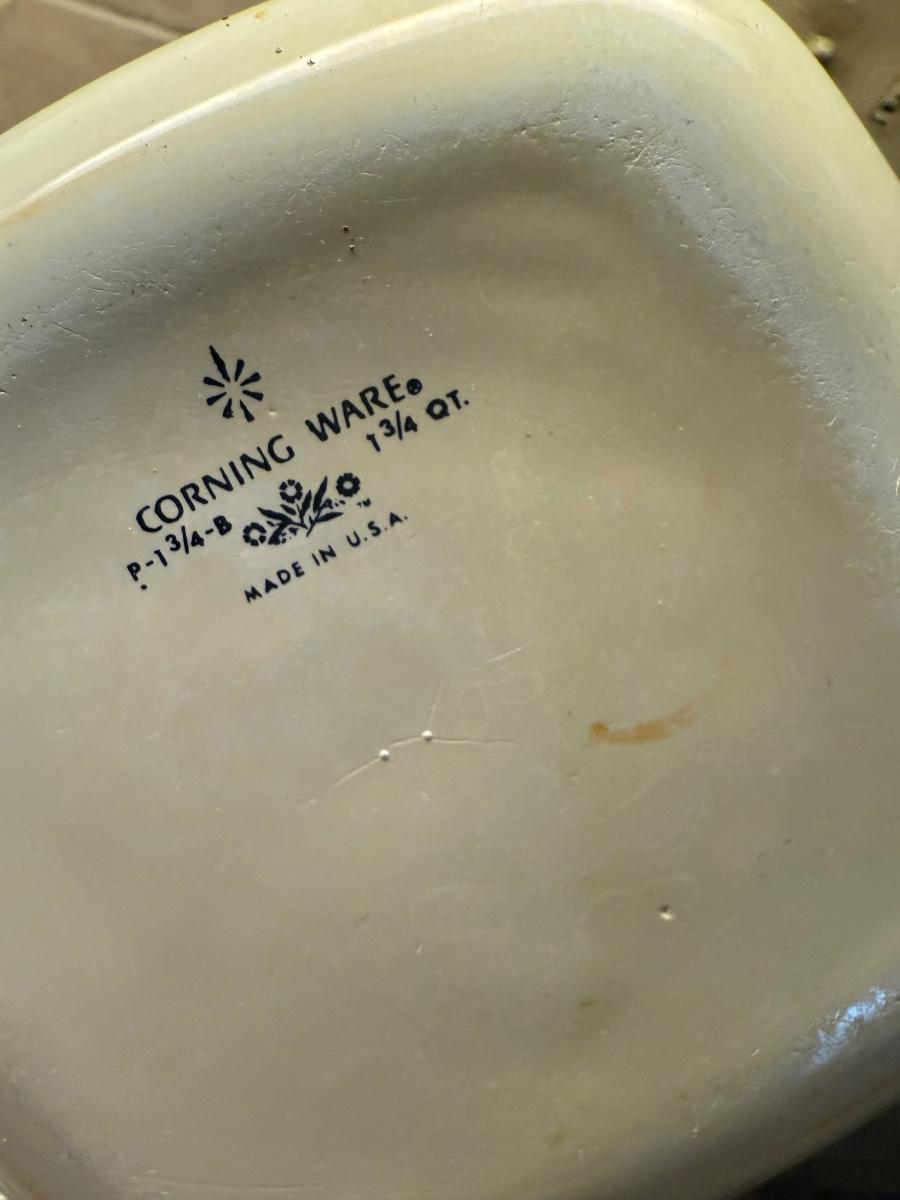 CORNING WARE®
P-1 3/4-B 1 3/4 QT.
™
MADE IN U.S.A.